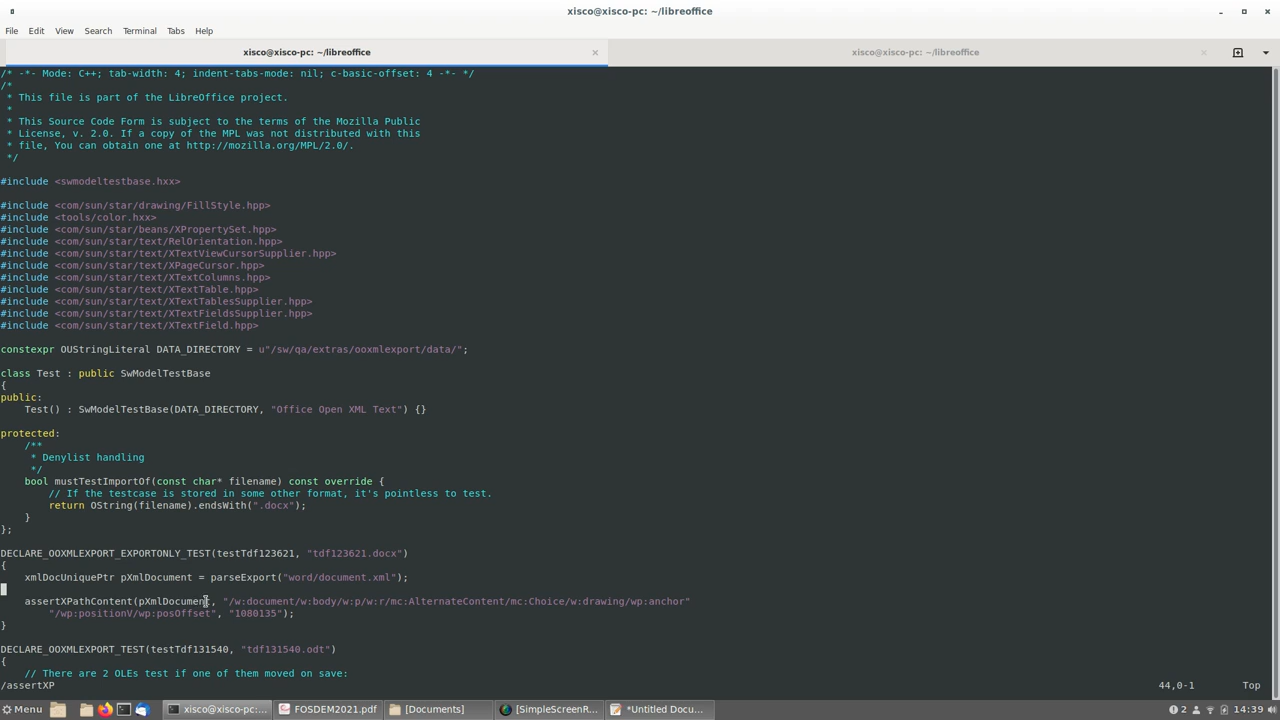 xisco@xisco-pc: ~/libreoffice
File Edit View Search Terminal Tabs Help
xisco@xisco-pc: ~/libreoffice xisco@xisco-pc: ~/libreoffice
/* -*- Mode: C++; tab-width: 4; indent-tabs-mode: nil; c-basic-offset: 4 -*- */
/*
 * This file is part of the LibreOffice project.
 *
 * This Source Code Form is subject to the terms of the Mozilla Public
 * License, v. 2.0. If a copy of the MPL was not distributed with this
 * file, You can obtain one at http://mozilla.org/MPL/2.0/.
 */
#include <swmodeltestbase.hxx>
#include <com/sun/star/drawing/FillStyle.hpp>
#include <tools/color.hxx>
#include <com/sun/star/beans/XPropertySet.hpp>
#include <com/sun/star/text/RelOrientation.hpp>
#include <com/sun/star/text/XTextViewCursorSupplier.hpp>
#include <com/sun/star/text/XPageCursor.hpp>
#include <com/sun/star/text/XTextColumns.hpp>
#include <com/sun/star/text/XTextTable.hpp>
#include <com/sun/star/text/XTextTablesSupplier.hpp>
#include <com/sun/star/text/XTextFieldsSupplier.hpp>
#include <com/sun/star/text/XTextField.hpp>
constexpr OUStringLiteral DATA_DIRECTORY = u"/sw/qa/extras/ooxmlexport/data/";
class Test : public SwModelTestBase
{
public:
    Test() : SwModelTestBase(DATA_DIRECTORY, "Office Open XML Text") {}
protected:
    /**
     * Denylist handling
     */
    bool mustTestImportOf(const char* filename) const override {
        // If the testcase is stored in some other format, it's pointless to test.
        return OString(filename).endsWith(".docx");
    }
};
DECLARE_OOXMLEXPORT_EXPORTONLY_TEST(testTdf123621, "tdf123621.docx")
{
    xmlDocUniquePtr pXmlDocument = parseExport("word/document.xml");
    assertXPathContent(pXmlDocument, "/w:document/w:body/w:p/w:r/mc:AlternateContent/mc:Choice/w:drawing/wp:anchor"
        "/wp:positionV/wp:posOffset", "1080135");
}
DECLARE_OOXMLEXPORT_TEST(testTdf131540, "tdf131540.odt")
{
    // There are 2 OLEs test if one of them moved on save:
/assertXP 44,0-1 Top
Menu xisco@xisco-pc:... FOSDEM2021.pdf [Documents] [SimpleScreenR... *Untitled Docu... 2 14:39